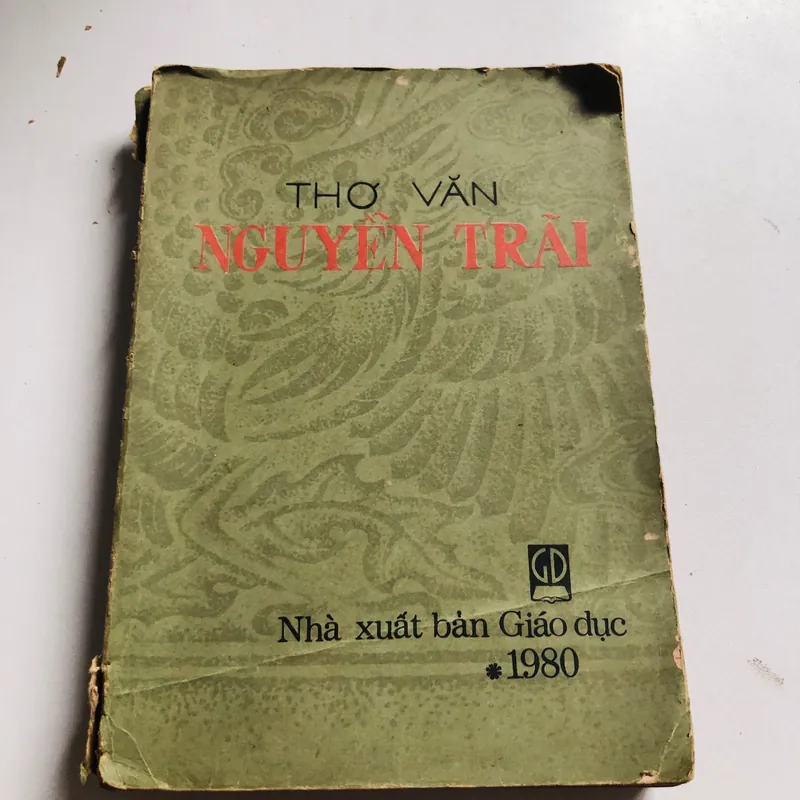 THƠ VĂN
NGUYỄN TRÃI
GD
Nhà xuất bản Giáo dục
* 1980